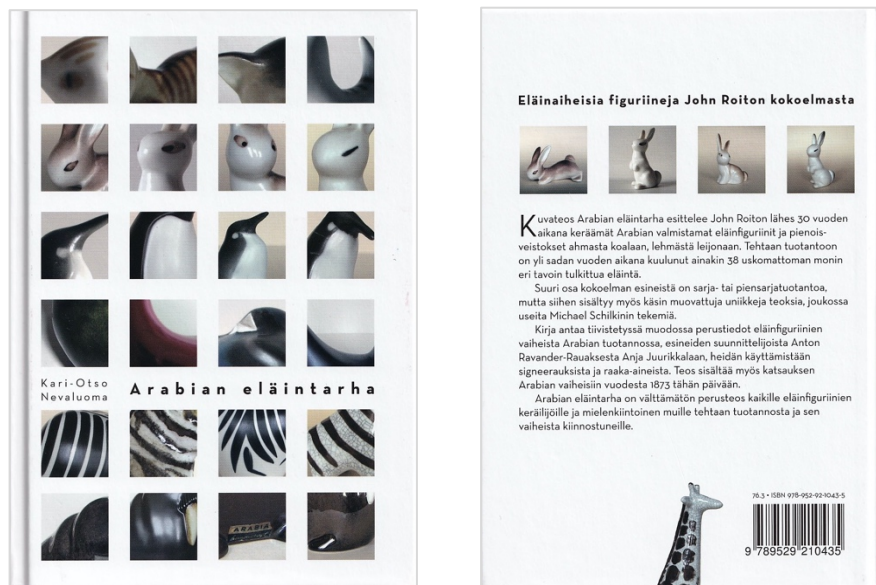 Kari-Otso
Nevaluoma
Arabian eläintarha
ARABIA
Eläinaiheisia figuriineja John Roiton kokoelmasta
Kuvateos Arabian eläintarha esittelee John Roiton lähes 30 vuoden
aikana keräämät Arabian valmistamat eläinfiguriinit ja pienois-
veistokset ahmasta koalaan, lehmästä leijonaan. Tehtaan tuotantoon
on yli sadan vuoden aikana kuulunut ainakin 38 uskomattoman monin
eri tavoin tulkittua eläintä.
Suuri osa kokoelman esineistä on sarja- tai piensarjatuotantoa,
mutta siihen sisältyy myös käsin muovattuja uniikkeja teoksia, joukossa
useita Michael Schilkinin tekemiä.
Kirja antaa tiivistetyssä muodossa perustiedot eläinfiguriinien
vaiheista Arabian tuotannossa, esineiden suunnittelijoista Anton
Ravander-Rauaksesta Anja Juurikkalaan, heidän käyttämistään
signeerauksista ja raaka-aineista. Teos sisältää myös katsauksen
Arabian vaiheisiin vuodesta 1873 tähän päivään.
Arabian eläintarha on välttämätön perusteos kaikille eläinfiguriinien
keräilijöille ja mielenkiintoinen muille tehtaan tuotannosta ja sen
vaiheista kiinnostuneille.
76.3 • ISBN 978-952-92-1043-5
9 789529 210435